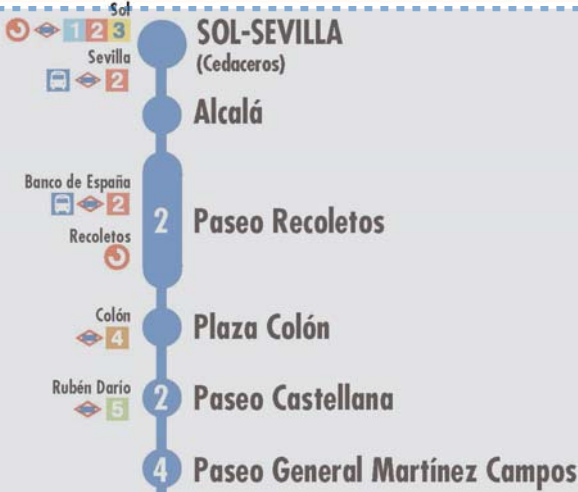 Sol
1 2 3
SOL-SEVILLA
(Cedaceros)
Sevilla
2
Alcalá
Banco de España
2
2
Paseo Recoletos
Recoletos
Colón
4
Plaza Colón
Rubén Darío
5
2
Paseo Castellana
4
Paseo General Martínez Campos